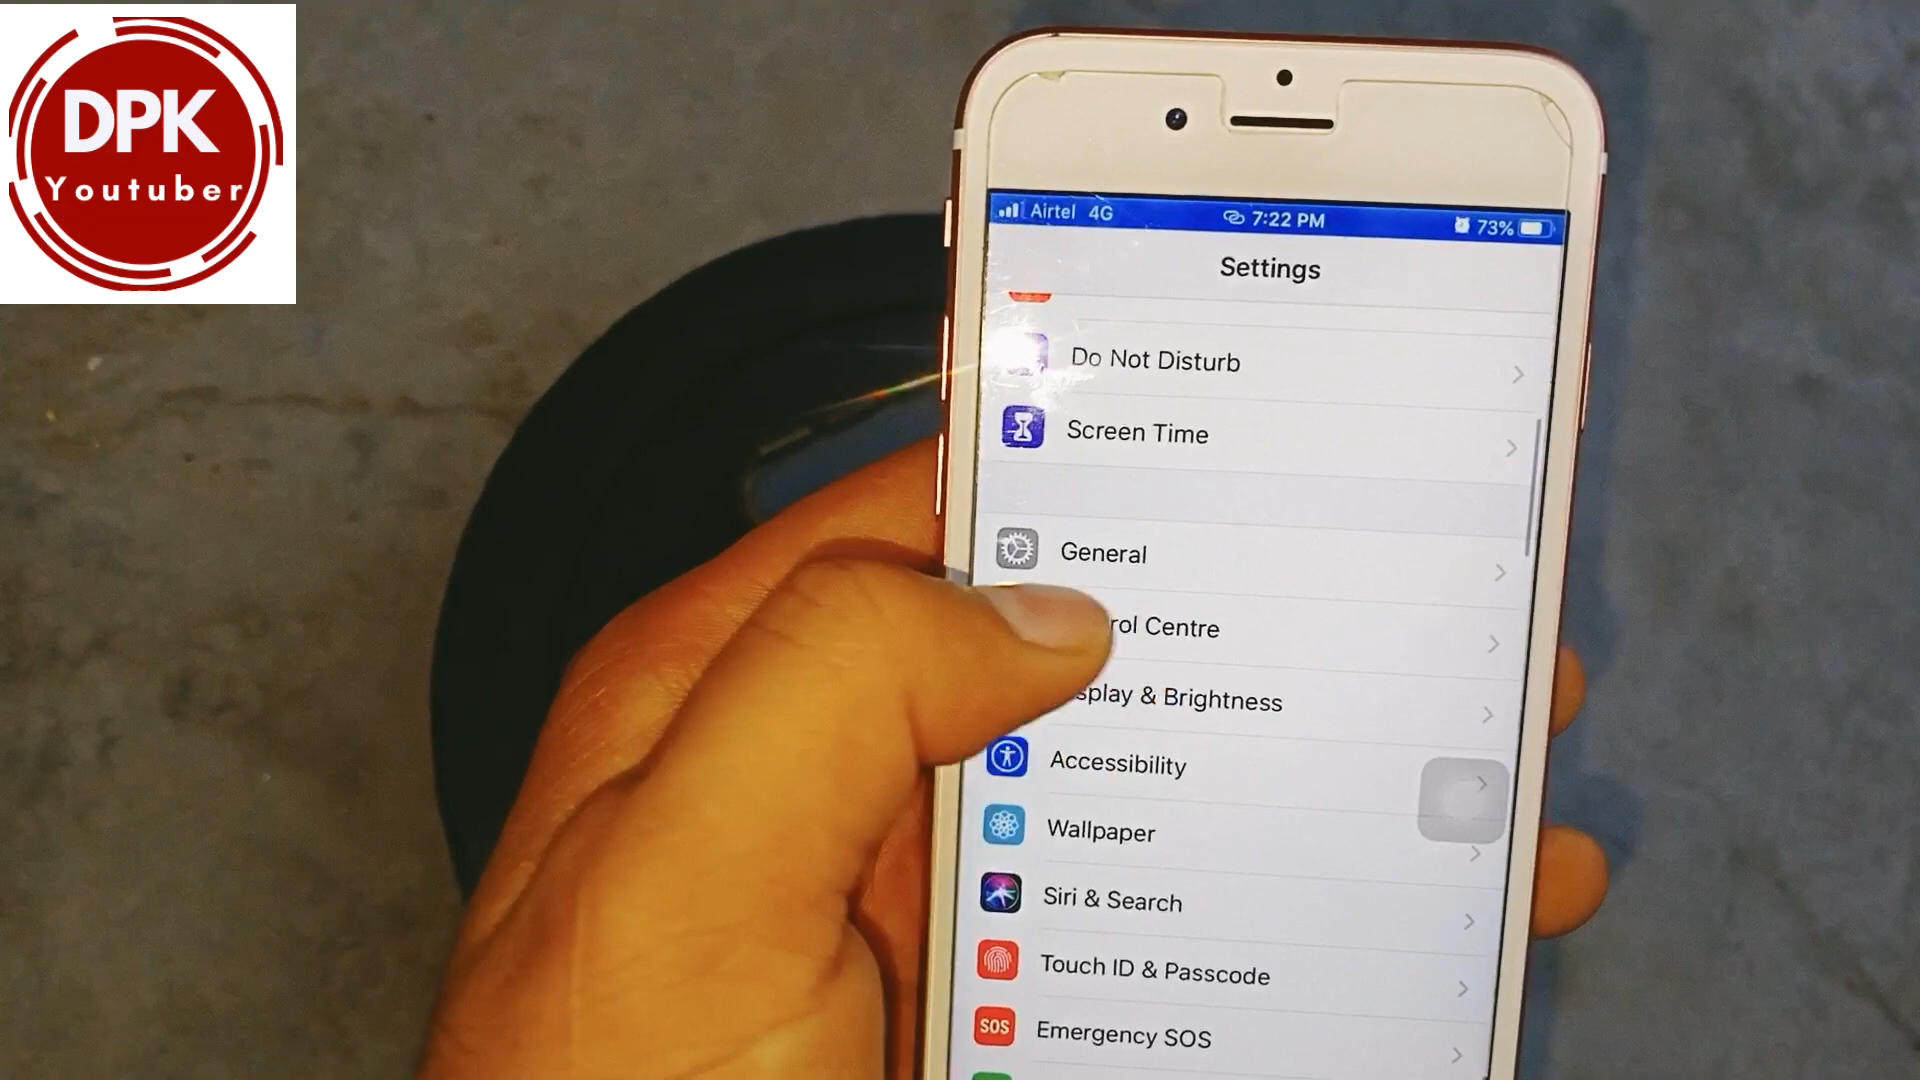 DPK
Youtuber
Airtel 4G 7:22 PM 73%
Settings
Do Not Disturb
Screen Time
General
rol Centre
splay & Brightness
Accessibility
Wallpaper
Siri & Search
Touch ID & Passcode
SOS Emergency SOS